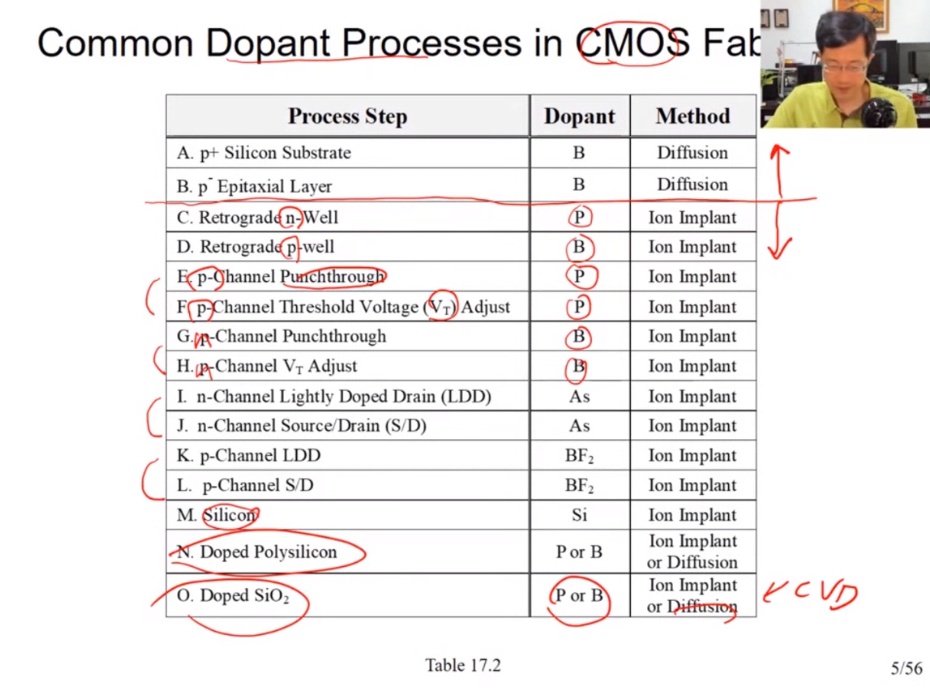 Common Dopant Processes in CMOS Fab
Process Step Dopant Method
A. p+ Silicon Substrate B Diffusion
B. p⁻ Epitaxial Layer B Diffusion
C. Retrograde n-Well P Ion Implant
D. Retrograde p-well B Ion Implant
E. p-Channel Punchthrough P Ion Implant
F. p-Channel Threshold Voltage (V_T) Adjust P Ion Implant
G. p-Channel Punchthrough B Ion Implant
H. p-Channel V_T Adjust B Ion Implant
I. n-Channel Lightly Doped Drain (LDD) As Ion Implant
J. n-Channel Source/Drain (S/D) As Ion Implant
K. p-Channel LDD BF₂ Ion Implant
L. p-Channel S/D BF₂ Ion Implant
M. Silicon Si Ion Implant
N. Doped Polysilicon P or B Ion Implant
or Diffusion
O. Doped SiO₂ P or B Ion Implant
or Diffusion
CVD
Table 17.2
5/56